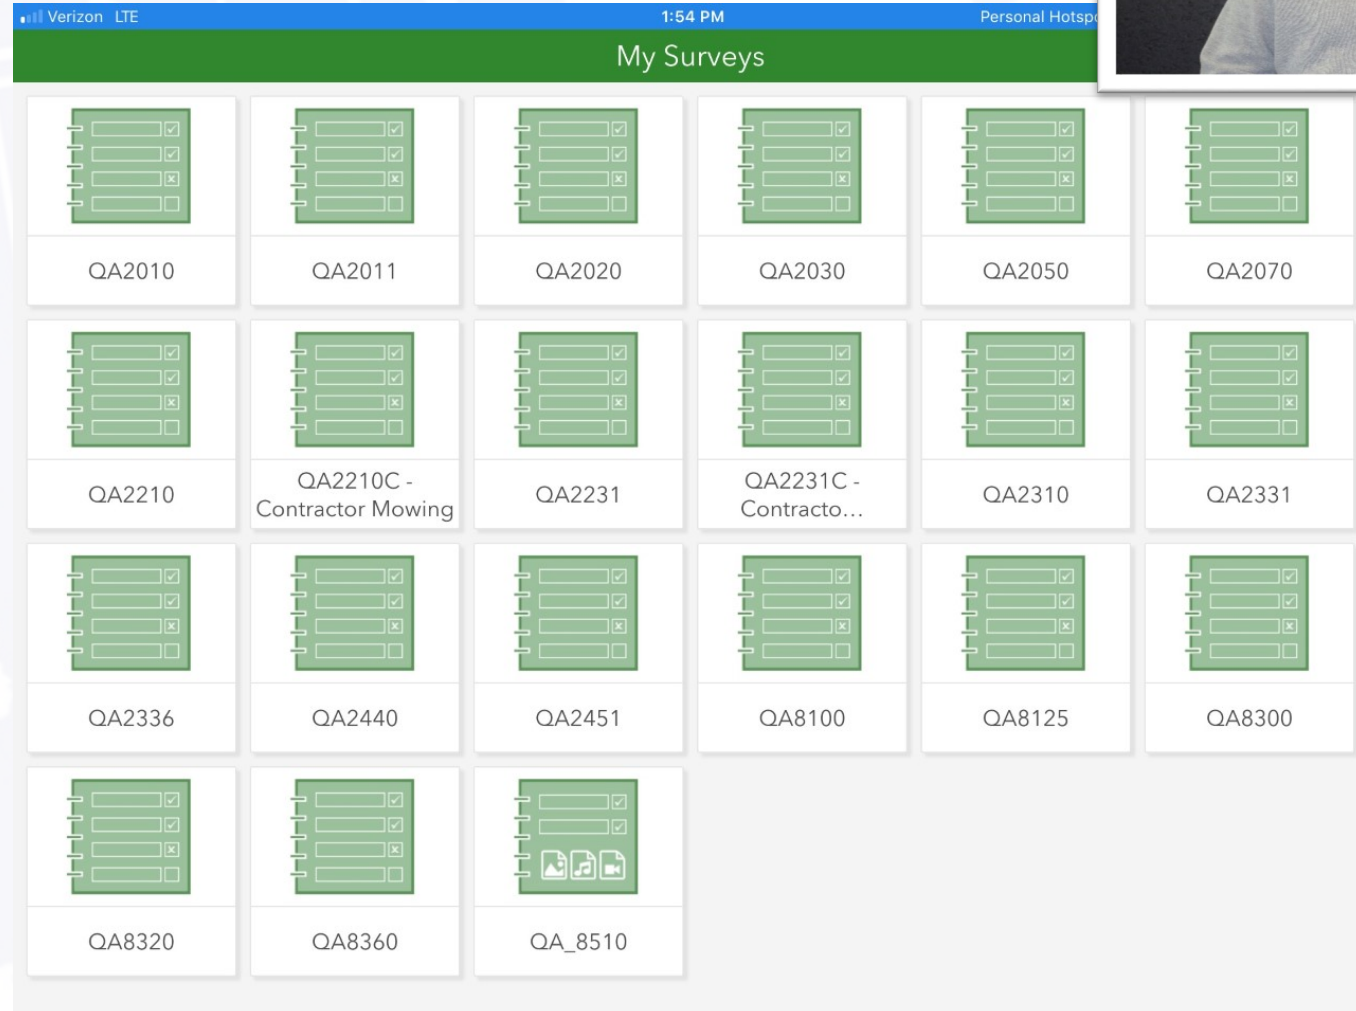 Verizon LTE 1:54 PM Personal
My Surveys
QA2010 QA2011 QA2020 QA2030 QA2050 QA2070
QA2210 QA2210C - Contractor Mowing QA2231 QA2231C - Contracto... QA2310 QA2331
QA2336 QA2440 QA2451 QA8100 QA8125 QA8300
QA8320 QA8360 QA_8510